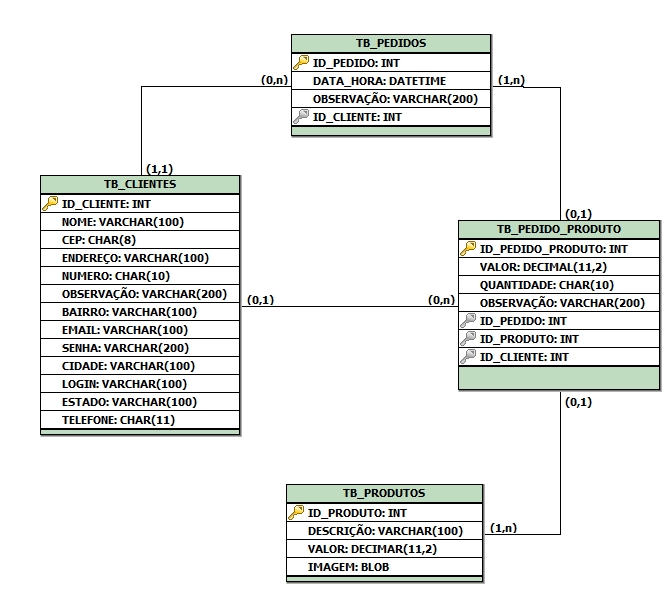 TB_PEDIDOS
ID_PEDIDO: INT
DATA_HORA: DATETIME
OBSERVAÇÃO: VARCHAR(200)
ID_CLIENTE: INT
(0,n)
(1,n)
(1,1)
TB_CLIENTES
ID_CLIENTE: INT
NOME: VARCHAR(100)
CEP: CHAR(8)
ENDEREÇO: VARCHAR(100)
NUMERO: CHAR(10)
OBSERVAÇÃO: VARCHAR(200)
BAIRRO: VARCHAR(100)
EMAIL: VARCHAR(100)
SENHA: VARCHAR(200)
CIDADE: VARCHAR(100)
LOGIN: VARCHAR(100)
ESTADO: VARCHAR(100)
TELEFONE: CHAR(11)
(0,1)
(0,n)
(0,1)
TB_PEDIDO_PRODUTO
ID_PEDIDO_PRODUTO: INT
VALOR: DECIMAL(11,2)
QUANTIDADE: CHAR(10)
OBSERVAÇÃO: VARCHAR(200)
ID_PEDIDO: INT
ID_PRODUTO: INT
ID_CLIENTE: INT
(0,1)
TB_PRODUTOS
ID_PRODUTO: INT
DESCRIÇÃO: VARCHAR(100)
VALOR: DECIMAR(11,2)
IMAGEM: BLOB
(1,n)